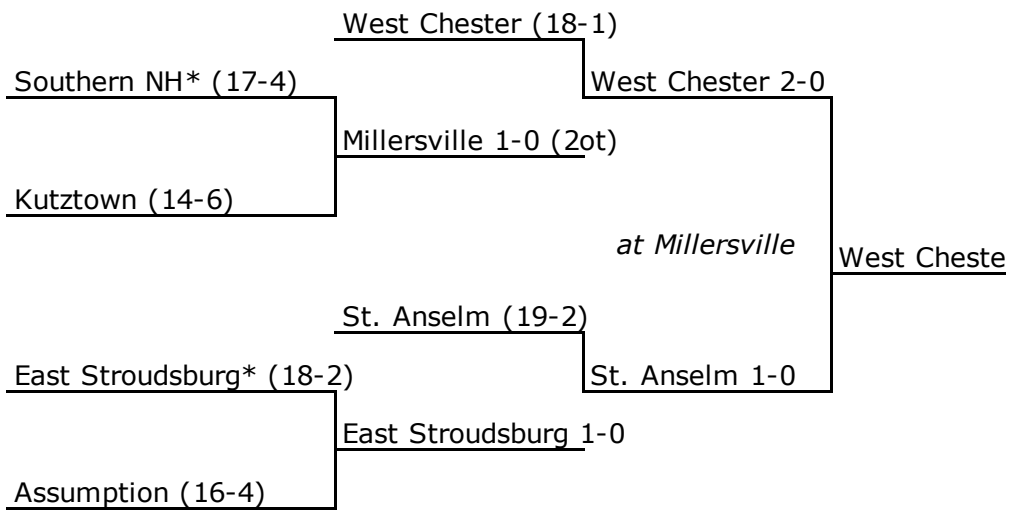 West Chester (18-1)
Southern NH* (17-4)
West Chester 2-0
Millersville 1-0 (2ot)
Kutztown (14-6)
at Millersville
West Cheste
St. Anselm (19-2)
East Stroudsburg* (18-2)
St. Anselm 1-0
East Stroudsburg 1-0
Assumption (16-4)